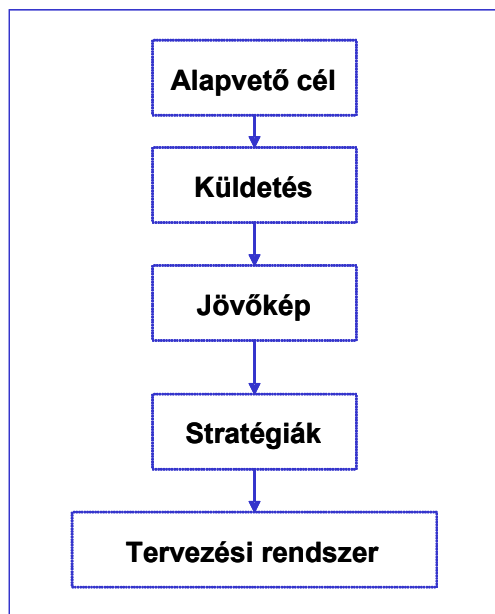 Alapvető cél
Küldetés
Jövőkép
Stratégiák
Tervezési rendszer